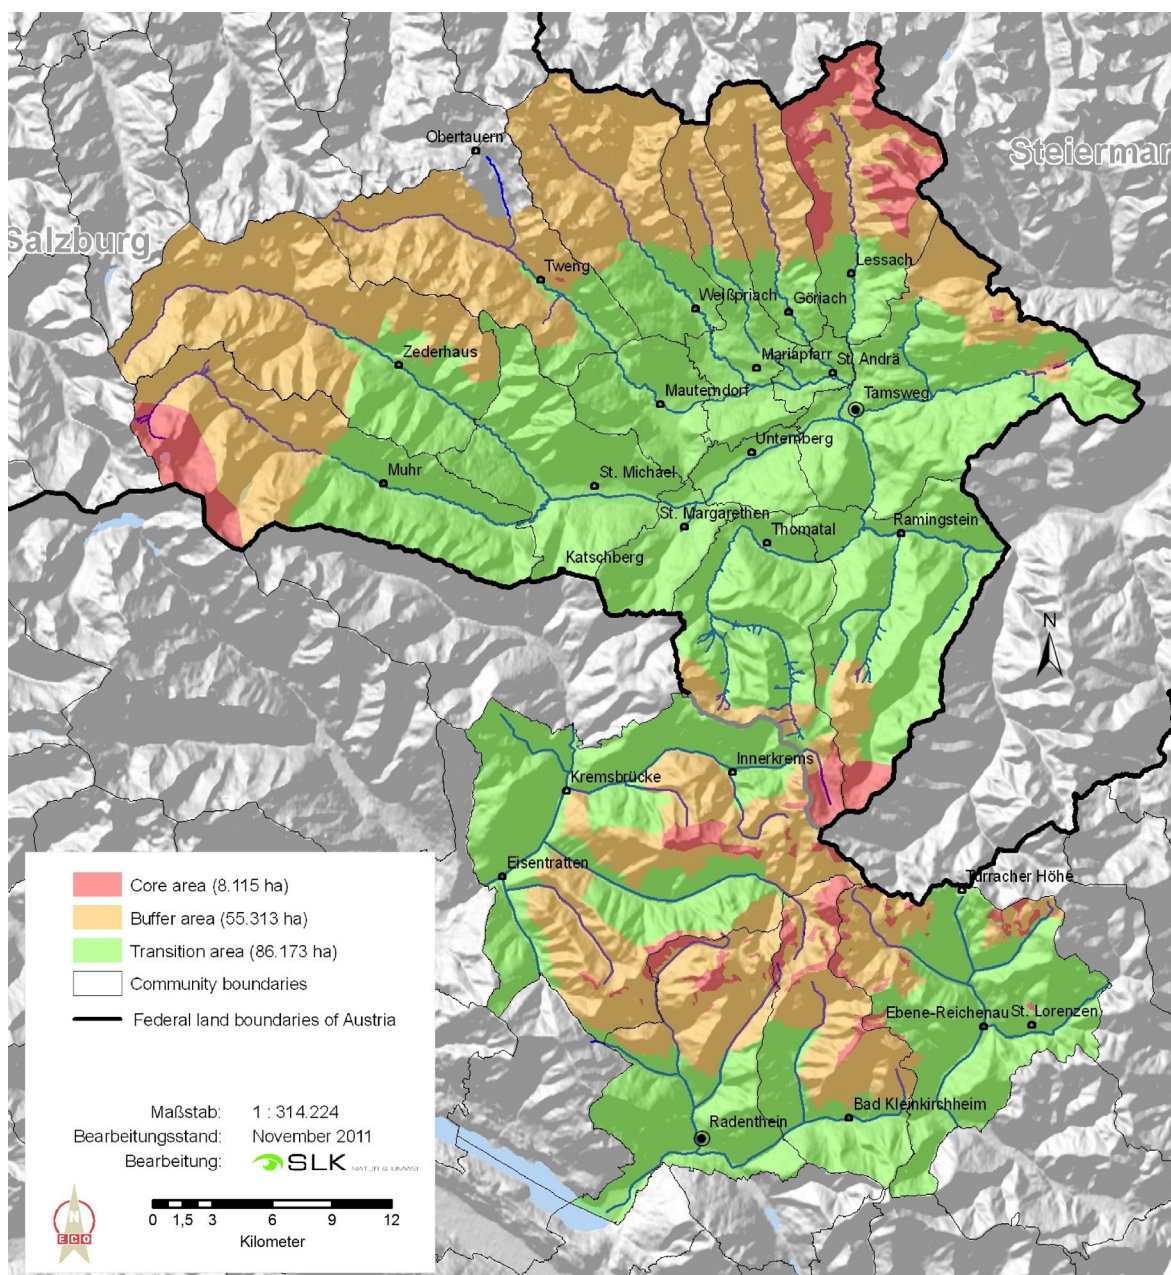 Obertauern
Steiermar
Salzburg
Tweng
Lessach
Weißpriach
Göriach
Zederhaus
Mariapfarr
St. Andrä
Mauterndorf
Tamsweg
Unternberg
Muhr
St. Michael
St. Margarethen
Ramingstein
Thomatal
Katschberg
N
Innerkrems
Kremsbrücke
Eisentratten
Turracher Höhe
Ebene-Reichenau
St. Lorenzen
Bad Kleinkirchheim
Radenthein
Core area (8.115 ha)
Buffer area (55.313 ha)
Transition area (86.173 ha)
Community boundaries
Federal land boundaries of Austria
Maßstab: 1 : 314.224
Bearbeitungsstand: November 2011
Bearbeitung: SLK NATUR & UMWELT
N
ECO
0 1,5 3 6 9 12
Kilometer